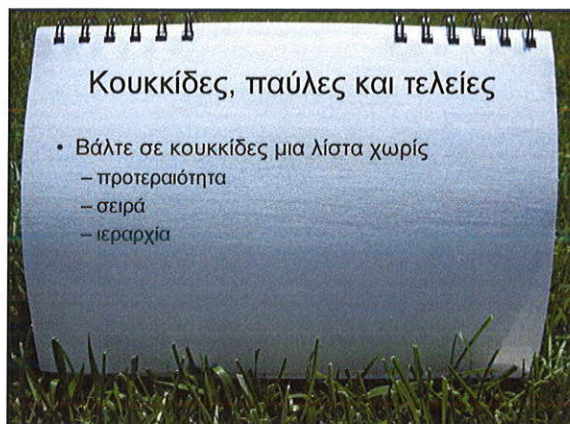 Κουκκίδες, παύλες και τελείες
• Βάλτε σε κουκκίδες μια λίστα χωρίς
– προτεραιότητα
– σειρά
– ιεραρχία